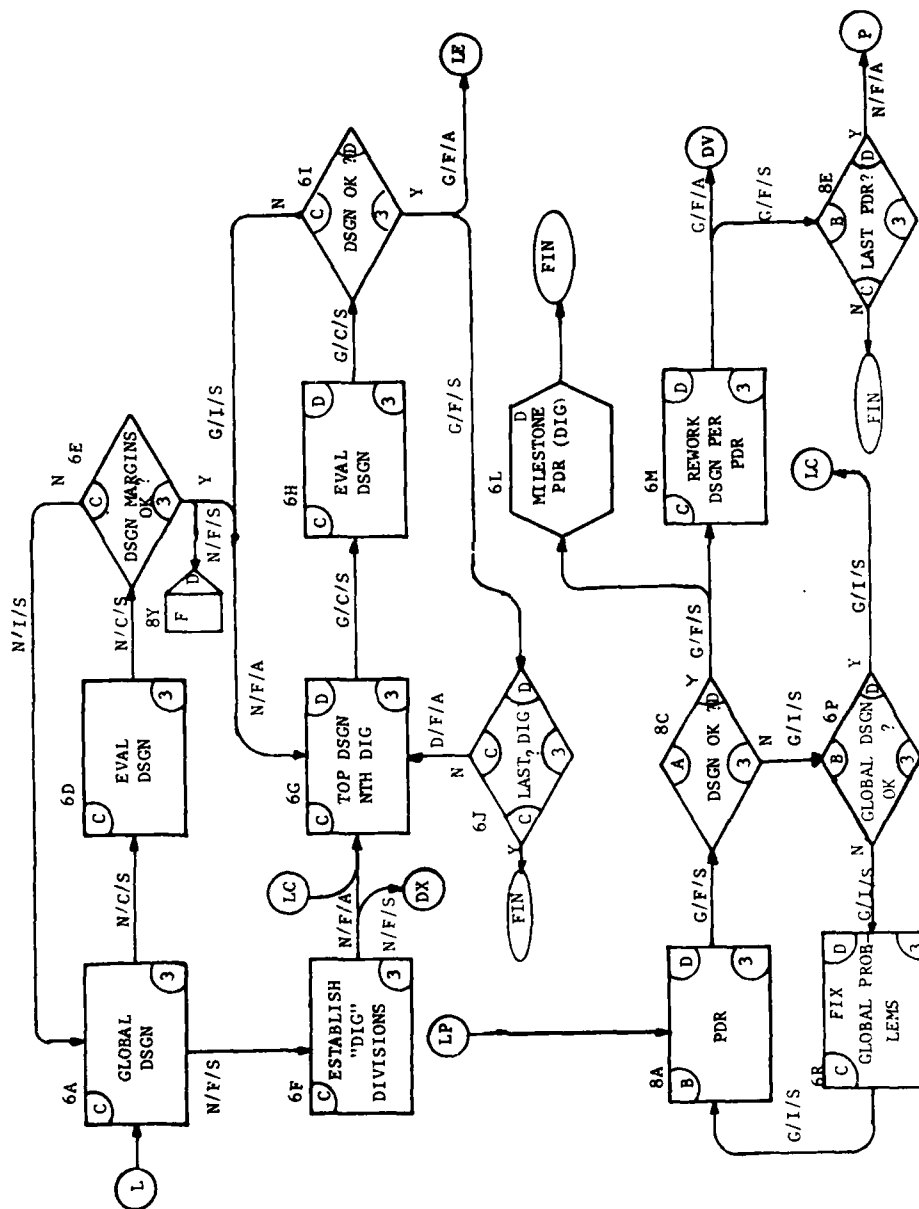 L
6A
C
GLOBAL
DSGN
3
N/C/S
6D
C
EVAL
DSGN
3
N/C/S
6E
C
DSGN MARGINS
OK ?
3
N
N/I/S
Y
N/F/S
8Y
F
D
N/F/S
6F
C
ESTABLISH
"DIG"
DIVISIONS
3
N/F/A
N/F/S
LC
DX
N/F/A
6G
C
D
TOP DSGN
NTH DIG
3
G/C/S
6H
C
D
EVAL
DSGN
3
G/C/S
6I
C
DSGN OK ?
D
3
N
G/I/S
Y
G/F/A
LE
G/F/S
6J
C
C
LAST, DIG
D
3
N
D/F/A
Y
FIN
LP
8A
B
D
PDR
3
G/F/S
8C
A
DSGN OK ?
D
3
Y
G/F/S
N
G/I/S
6L
D
MILESTONE
PDR (DIG)
FIN
6M
C
D
REWORK
DSGN PER
PDR
3
G/F/A
DV
G/F/S
8E
B
C
LAST PDR??
D
3
Y
N/F/A
P
N
FIN
6P
B
GLOBAL DSGN
OK ?
D
3
Y
G/I/S
LC
N
G/I/S
6R
C
D
FIX
GLOBAL PROB-
LEMS
3
G/I/S